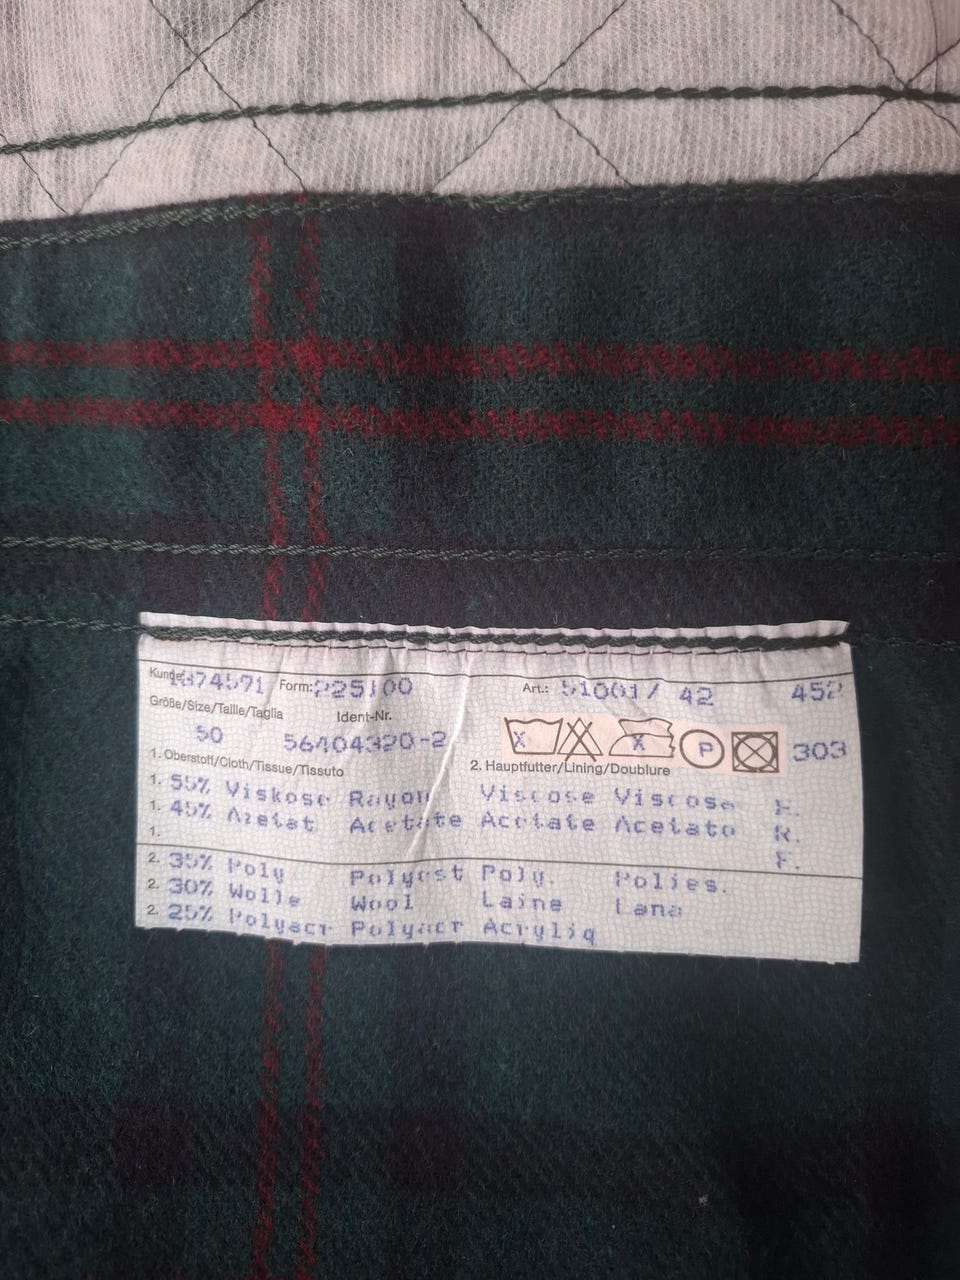 Kunde 1874571 Form: 225100 Art.: 51001/ 42 452
Größe/Size/Taille/Taglia Ident-Nr.
50 56404320-2 X X P 303
1. Oberstoff/Cloth/Tissue/Tissuto 2. Hauptfutter/Lining/Doublure
1. 55% Viskose Rayon Viscose Viscose H.
1. 45% Azetat Acetate Acetate Acetato R.
1. F.
2. 35% Poly Polyest Poly. Polies.
2. 30% Wolle Wool Laine Lana
2. 25% Polyacr Polyacr Acryliq